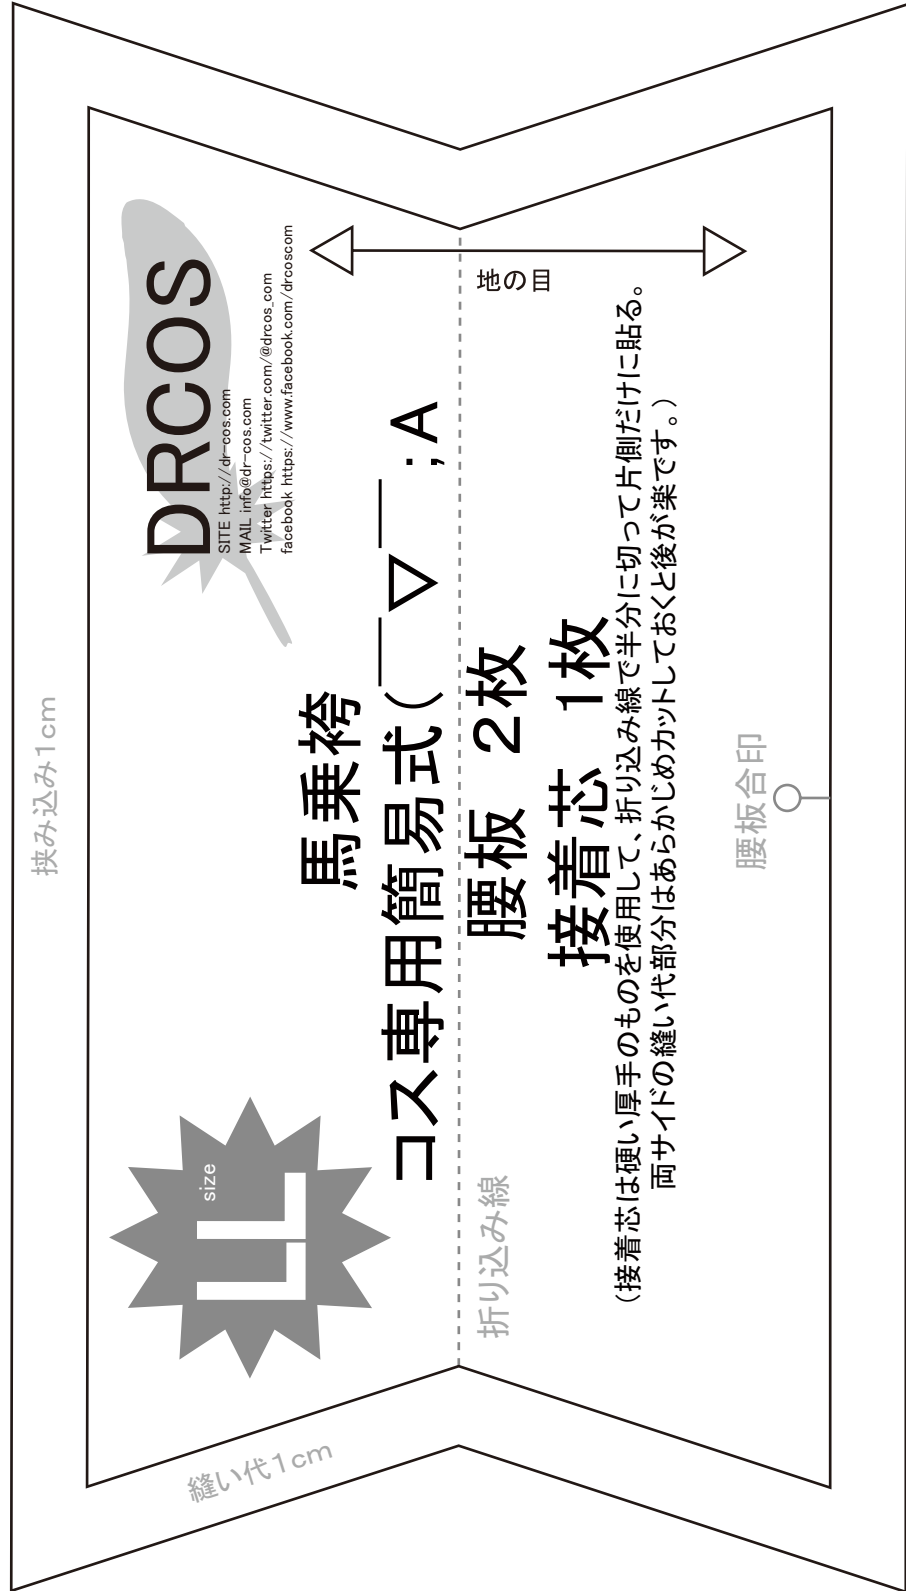 DRCOS
SITE http://dr-cos.com
MAIL info@dr-cos.com
Twitter https://twitter.com/@drcos_com
facebook https://www.facebook.com/drcoscom
地の目
馬乗袴
コス専用簡易式(￣▽￣;A
腰板 2枚
接着芯 1枚
(接着芯は硬い厚手のものを使用して、折り込み線で半分に切って片側だけに貼る。
両サイドの縫い代部分はあらかじめカットしておくと後が楽です。)
挟み込み1cm
腰板合印
size
LL
折り込み線
縫い代1cm